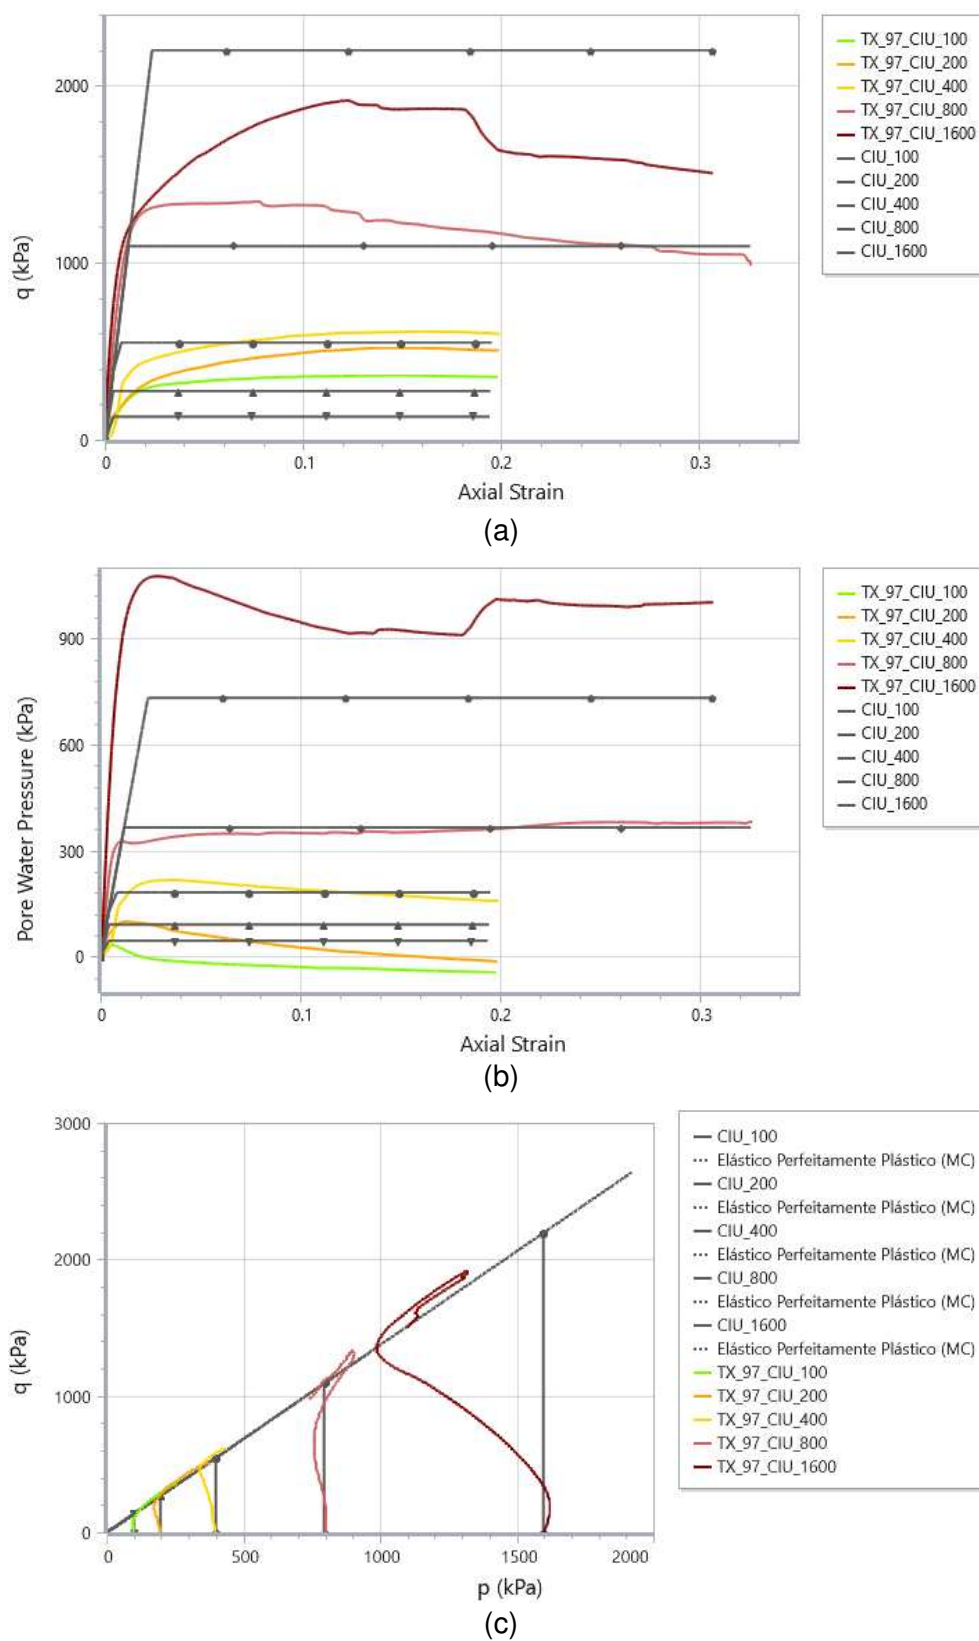 2000
1000
0
q (kPa)
0
0.1
0.2
0.3
Axial Strain
TX_97_CIU_100
TX_97_CIU_200
TX_97_CIU_400
TX_97_CIU_800
TX_97_CIU_1600
CIU_100
CIU_200
CIU_400
CIU_800
CIU_1600
(a)
900
600
300
0
Pore Water Pressure (kPa)
0
0.1
0.2
0.3
Axial Strain
TX_97_CIU_100
TX_97_CIU_200
TX_97_CIU_400
TX_97_CIU_800
TX_97_CIU_1600
CIU_100
CIU_200
CIU_400
CIU_800
CIU_1600
(b)
3000
2000
1000
0
q (kPa)
0
500
1000
1500
2000
p (kPa)
CIU_100
Elástico Perfeitamente Plástico (MC)
CIU_200
Elástico Perfeitamente Plástico (MC)
CIU_400
Elástico Perfeitamente Plástico (MC)
CIU_800
Elástico Perfeitamente Plástico (MC)
CIU_1600
Elástico Perfeitamente Plástico (MC)
TX_97_CIU_100
TX_97_CIU_200
TX_97_CIU_400
TX_97_CIU_800
TX_97_CIU_1600
(c)